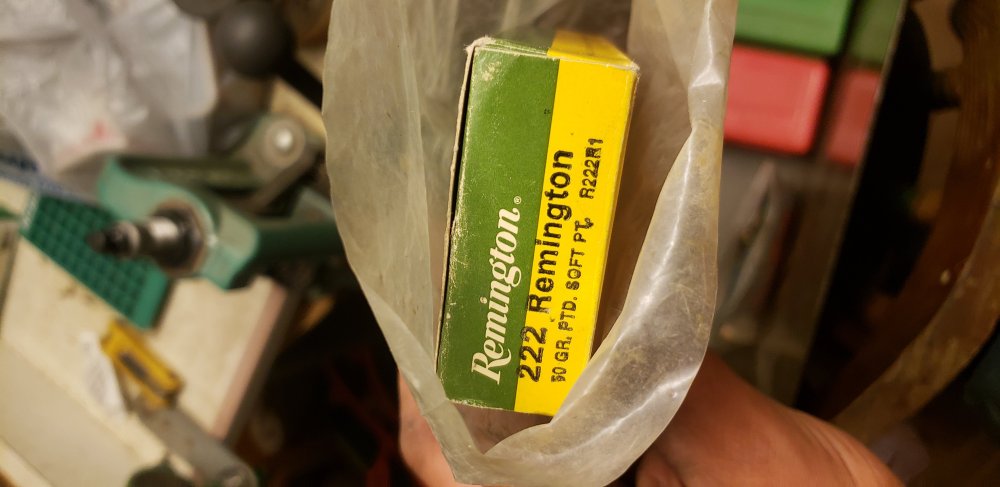 Remington®
222 Remington
50 GR. PTD. SOFT PT. R222R1